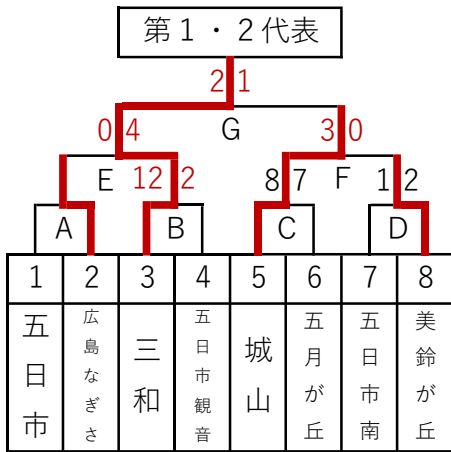 第1・2代表
2 1
0 4 G 3 0
E 12 2 8 7 F 1 2
A B C D
1 2 3 4 5 6 7 8
五日市
広島なぎさ
三和
五日市観音
城山
五月が丘
五日市南
美鈴が丘